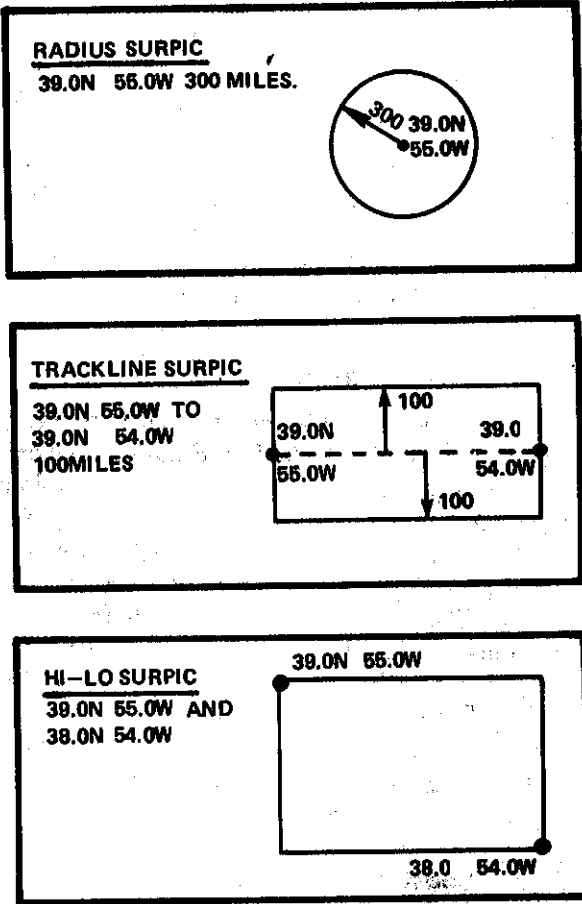 RADIUS SURPIC
39.0N 55.0W 300 MILES.
300 39.0N
55.0W
TRACKLINE SURPIC
39.0N 55.0W TO
39.0N 54.0W
100MILES
100
39.0N 39.0
55.0W 54.0W
100
HI-LO SURPIC
39.0N 55.0W AND
38.0N 54.0W
39.0N 55.0W
38.0 54.0W